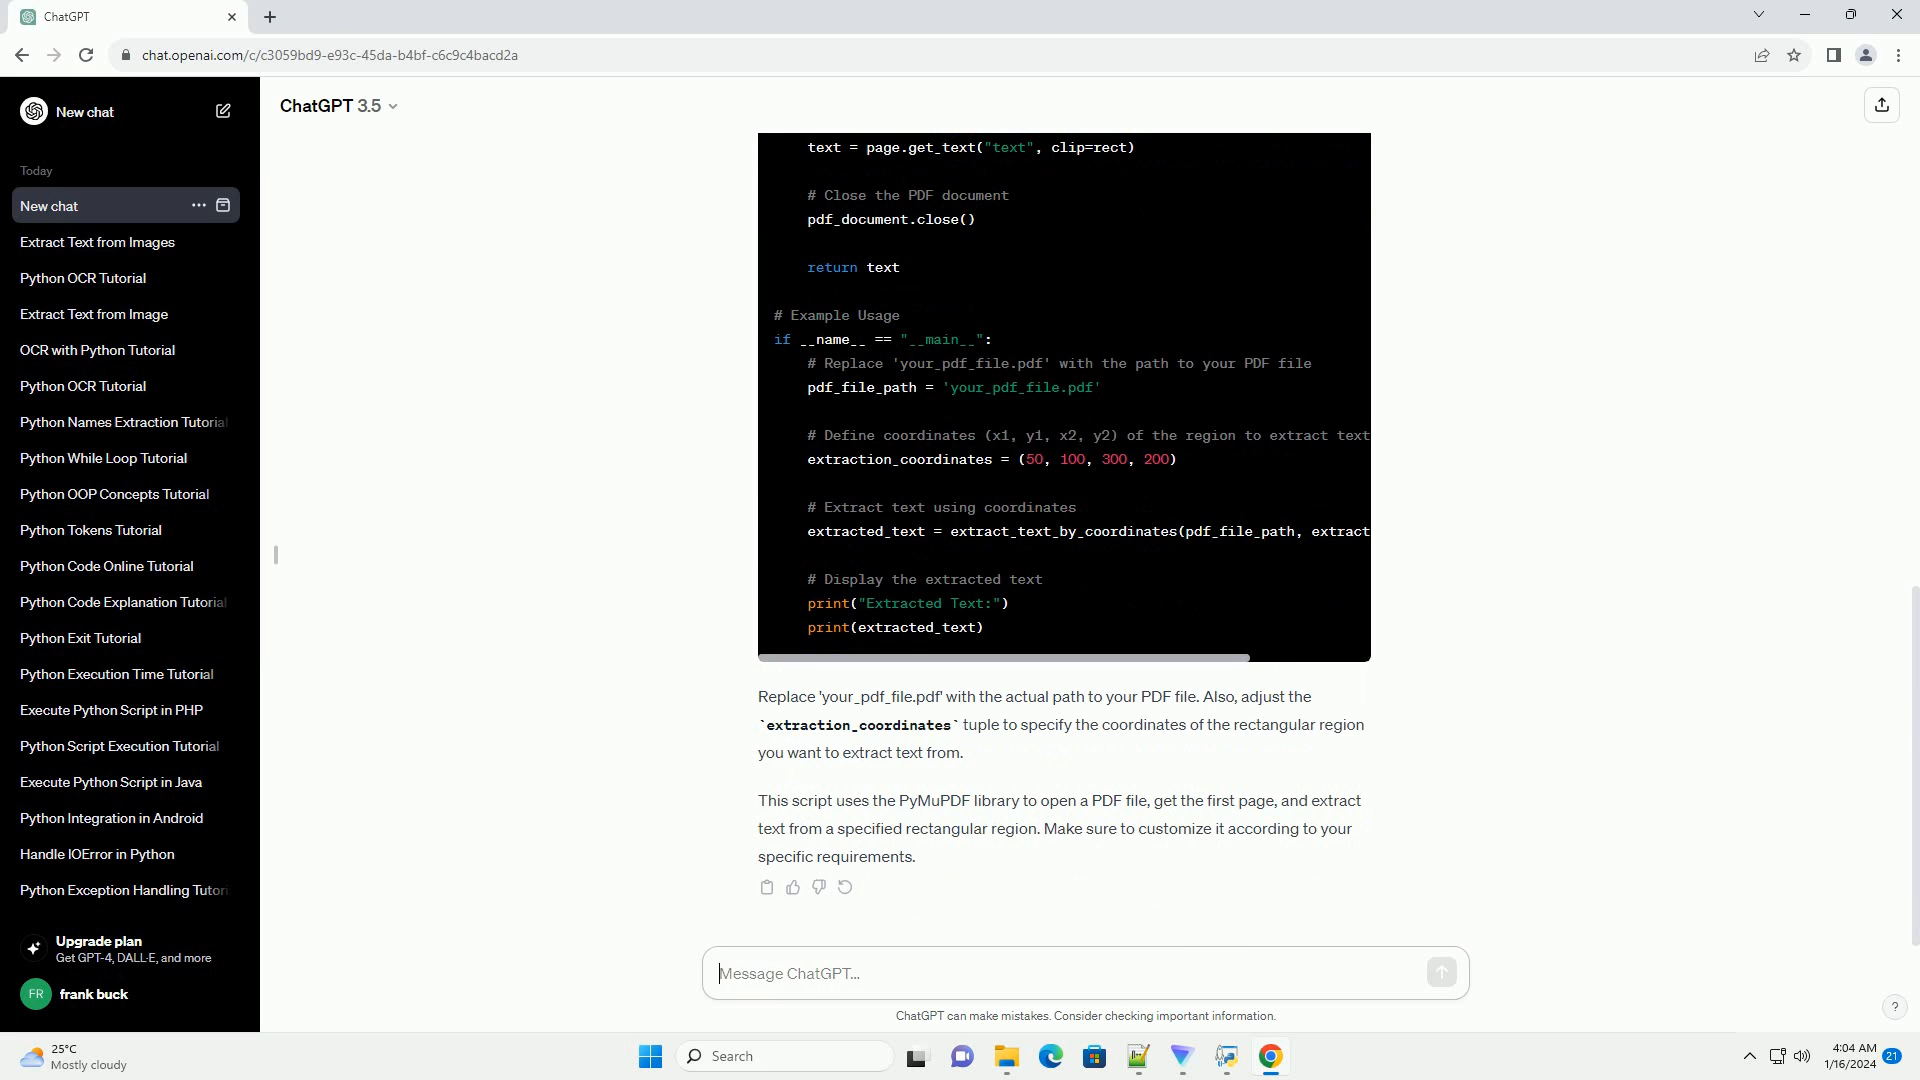 ChatGPT
chat.openai.com/c/c3059bd9-e93c-45da-b4bf-c6c9c4bacd2a
New chat
Today
New chat
Extract Text from Images
Python OCR Tutorial
Extract Text from Image
OCR with Python Tutorial
Python OCR Tutorial
Python Names Extraction Tutorial
Python While Loop Tutorial
Python OOP Concepts Tutorial
Python Tokens Tutorial
Python Code Online Tutorial
Python Code Explanation Tutorial
Python Exit Tutorial
Python Execution Time Tutorial
Execute Python Script in PHP
Python Script Execution Tutorial
Execute Python Script in Java
Python Integration in Android
Handle IOError in Python
Python Exception Handling Tutori
Upgrade plan
Get GPT-4, DALL·E, and more
FR frank buck
ChatGPT 3.5
text = page.get_text("text", clip=rect)
# Close the PDF document
pdf_document.close()
return text
# Example Usage
if __name__ == "__main__":
# Replace 'your_pdf_file.pdf' with the path to your PDF file
pdf_file_path = 'your_pdf_file.pdf'
# Define coordinates (x1, y1, x2, y2) of the region to extract text
extraction_coordinates = (50, 100, 300, 200)
# Extract text using coordinates
extracted_text = extract_text_by_coordinates(pdf_file_path, extract
# Display the extracted text
print("Extracted Text:")
print(extracted_text)
Replace 'your_pdf_file.pdf' with the actual path to your PDF file. Also, adjust the
`extraction_coordinates` tuple to specify the coordinates of the rectangular region
you want to extract text from.
This script uses the PyMuPDF library to open a PDF file, get the first page, and extract
text from a specified rectangular region. Make sure to customize it according to your
specific requirements.
Message ChatGPT...
ChatGPT can make mistakes. Consider checking important information.
?
25°C
Mostly cloudy
Search
4:04 AM
1/16/2024
21